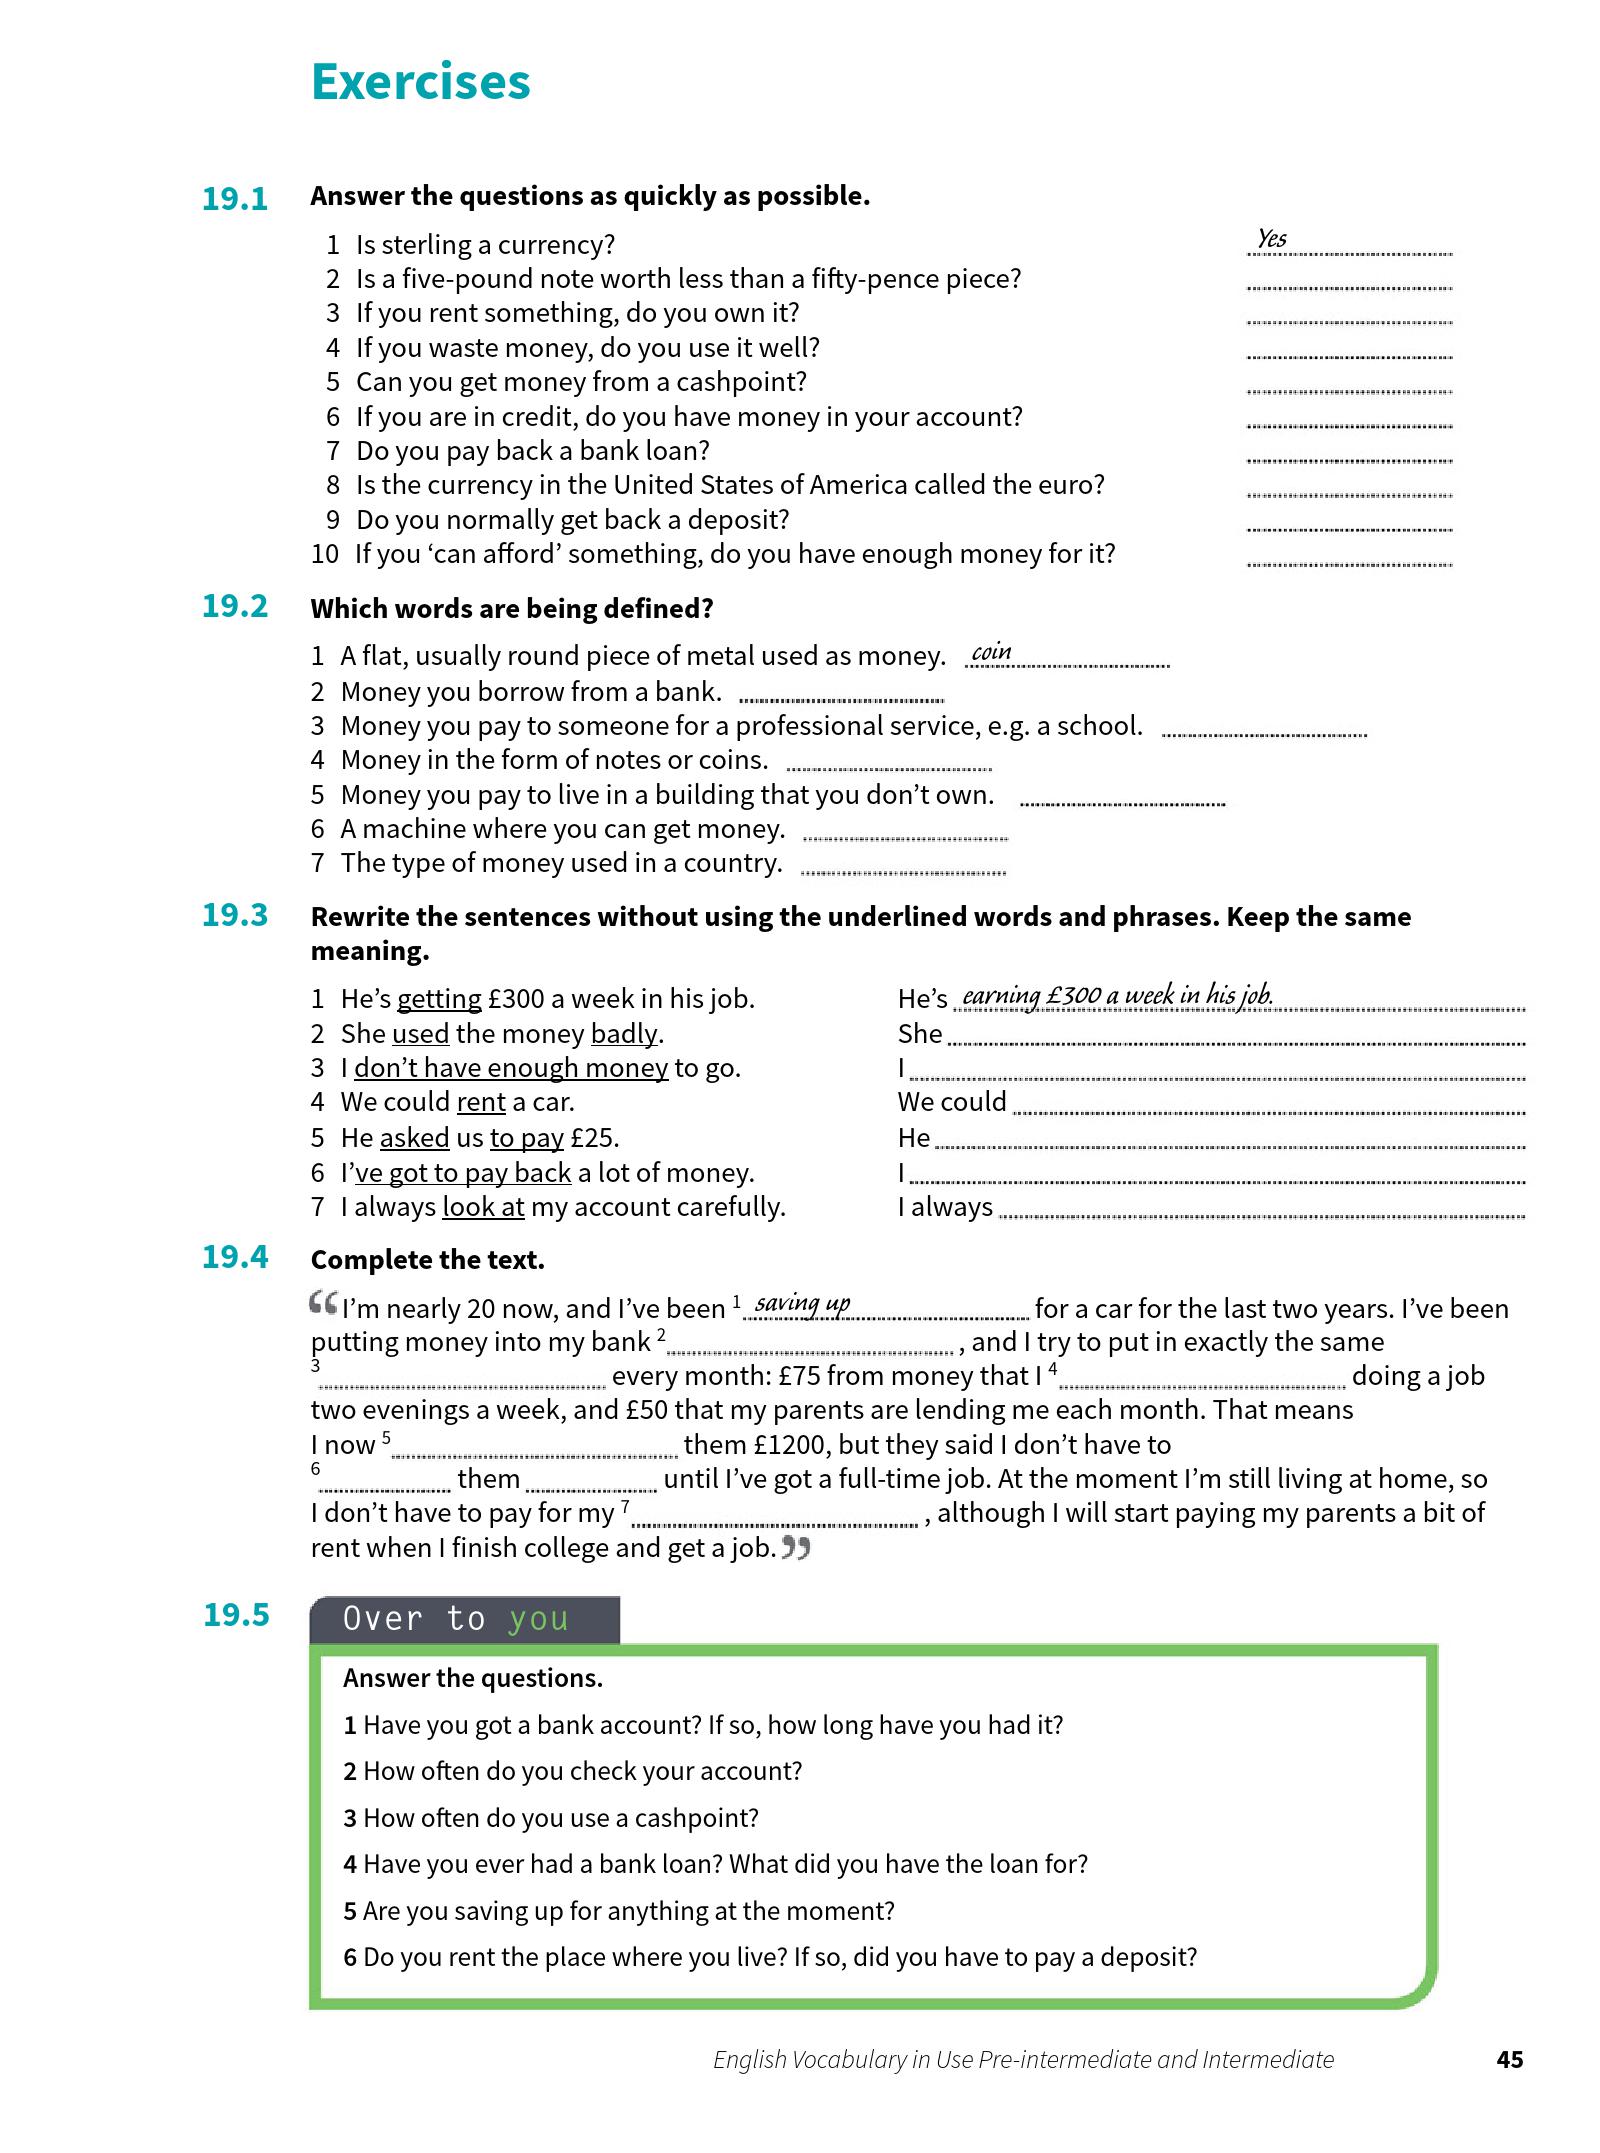 Exercises
19.1 Answer the questions as quickly as possible.
1 Is sterling a currency? Yes
2 Is a five-pound note worth less than a fifty-pence piece?
3 If you rent something, do you own it?
4 If you waste money, do you use it well?
5 Can you get money from a cashpoint?
6 If you are in credit, do you have money in your account?
7 Do you pay back a bank loan?
8 Is the currency in the United States of America called the euro?
9 Do you normally get back a deposit?
10 If you ‘can afford’ something, do you have enough money for it?
19.2 Which words are being defined?
1 A flat, usually round piece of metal used as money. coin
2 Money you borrow from a bank.
3 Money you pay to someone for a professional service, e.g. a school.
4 Money in the form of notes or coins.
5 Money you pay to live in a building that you don’t own.
6 A machine where you can get money.
7 The type of money used in a country.
19.3 Rewrite the sentences without using the underlined words and phrases. Keep the same
meaning.
1 He’s getting £300 a week in his job. He’s earning £300 a week in his job.
2 She used the money badly. She
3 I don’t have enough money to go. I
4 We could rent a car. We could
5 He asked us to pay £25. He
6 I’ve got to pay back a lot of money. I
7 I always look at my account carefully. I always
19.4 Complete the text.
“I’m nearly 20 now, and I’ve been 1 saving up for a car for the last two years. I’ve been
putting money into my bank 2 , and I try to put in exactly the same
3 every month: £75 from money that I 4 doing a job
two evenings a week, and £50 that my parents are lending me each month. That means
I now 5 them £1200, but they said I don’t have to
6 them until I’ve got a full-time job. At the moment I’m still living at home, so
I don’t have to pay for my 7 , although I will start paying my parents a bit of
rent when I finish college and get a job.”
19.5 Over to you
Answer the questions.
1 Have you got a bank account? If so, how long have you had it?
2 How often do you check your account?
3 How often do you use a cashpoint?
4 Have you ever had a bank loan? What did you have the loan for?
5 Are you saving up for anything at the moment?
6 Do you rent the place where you live? If so, did you have to pay a deposit?
English Vocabulary in Use Pre-intermediate and Intermediate 45